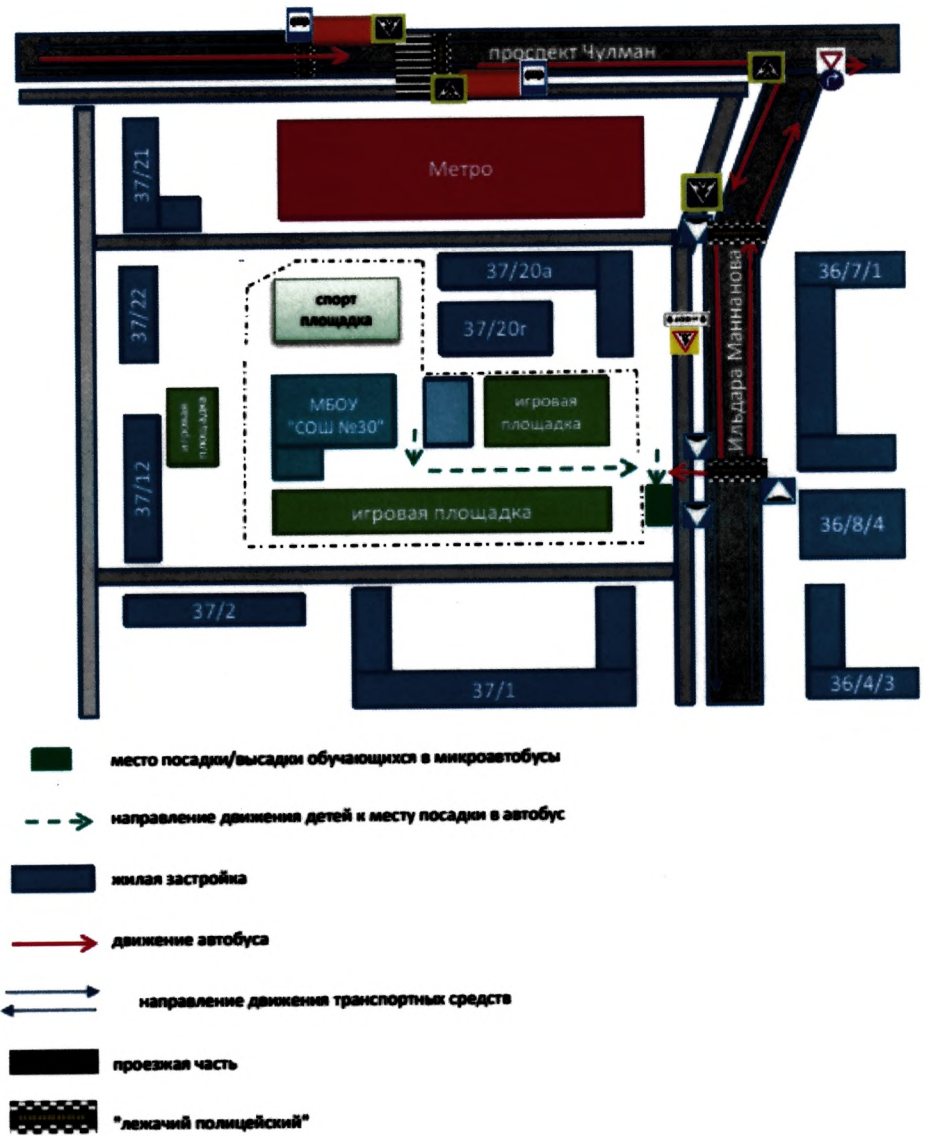 проспект Чулман
37/21
Метро
37/22
спорт
площадка
37/20а
37/20г
36/7/1
Ильдара Маннанова
МБОУ
"СОШ №30"
игровая
площадка
игровая
площадка
37/12
игровая площадка
36/8/4
37/2
37/1
36/4/3
место посадки/высадки обучающихся в микроавтобусы
направление движения детей к месту посадки в автобус
жилая застройка
движение автобуса
направление движения транспортных средств
проезжая часть
"лежачий полицейский"